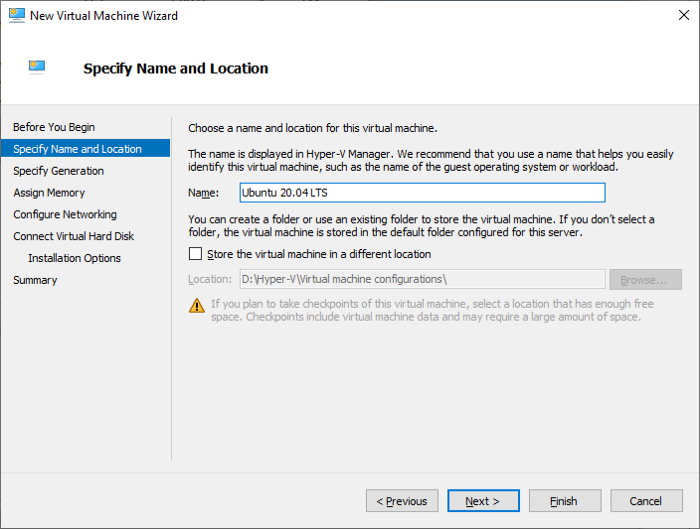 New Virtual Machine Wizard
Specify Name and Location
Before You Begin
Specify Name and Location
Specify Generation
Assign Memory
Configure Networking
Connect Virtual Hard Disk
Installation Options
Summary
Choose a name and location for this virtual machine.
The name is displayed in Hyper-V Manager. We recommend that you use a name that helps you easily
identify this virtual machine, such as the name of the guest operating system or workload.
Name: Ubuntu 20.04 LTS
You can create a folder or use an existing folder to store the virtual machine. If you don't select a
folder, the virtual machine is stored in the default folder configured for this server.
Store the virtual machine in a different location
Location: D:\Hyper-V\Virtual machine configurations\ Browse...
If you plan to take checkpoints of this virtual machine, select a location that has enough free
space. Checkpoints include virtual machine data and may require a large amount of space.
< Previous Next > Finish Cancel